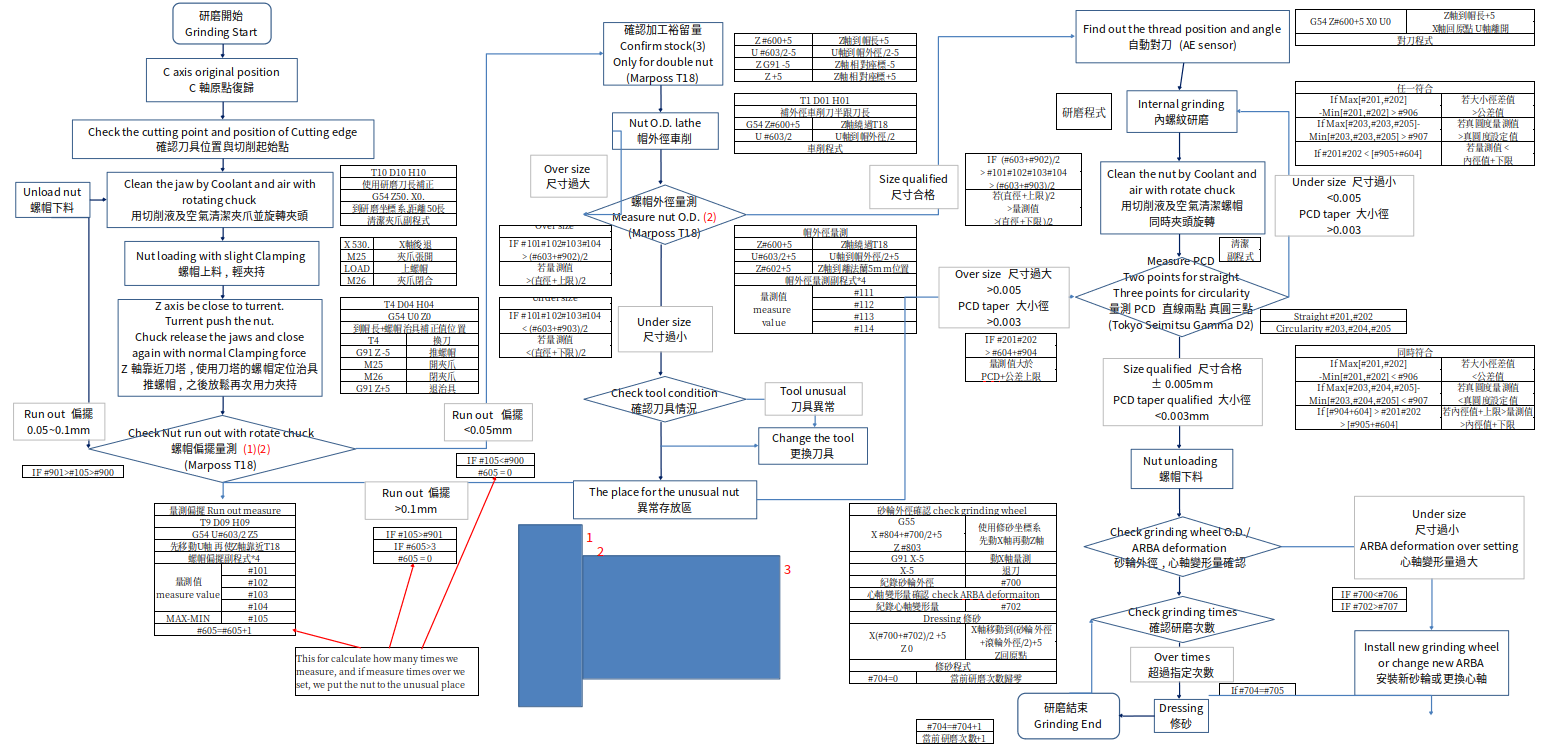 研磨開始
Grinding Start
C axis original position
C 軸原點復歸
Check the cutting point and position of Cutting edge
確認刀具位置與切削起始點
Unload nut
螺帽下料
Clean the jaw by Coolant and air with
rotating chuck
用切削液及空氣清潔夾爪並旋轉夾頭
T10 D10 H10
使用研磨刀長補正
G54 Z50. X0.
到研磨坐標系,距離50長
清潔夾爪副程式
Nut loading with slight Clamping
螺帽上料 , 輕夾持
X 530. X軸後退
M25 夾爪張開
LOAD 上螺帽
M26 夾爪閉合
Z axis be close to turrent.
Turrent push the nut.
Chuck release the jaws and close
again with normal Clamping force
Z 軸靠近刀塔 , 使用刀塔的螺帽定位治具
推螺帽 , 之後放鬆再次用力夾持
T4 D04 H04
G54 U0 Z0
到帽長+螺帽治具補正值位置
T4 換刀
G91 Z -5 推螺帽
M25 開夾爪
M26 閉夾爪
G91 Z+5 退治具
Run out 偏擺
0.05~0.1mm
Check Nut run out with rotate chuck
螺帽偏擺量測 (1)(2)
(Marposs T18)
IF #901>#105>#900
Run out 偏擺
<0.05mm
IF #105<#900
#605 = 0
Run out 偏擺
>0.1mm
IF #105>#901
IF #605>3
#605 = 0
量測偏擺 Run out measure
T9 D09 H09
G54 U#603/2 Z5
先移動U軸 再使Z軸靠近T18
螺帽偏擺副程式*4
量測值
measure value
#101
#102
#103
#104
MAX-MIN #105
#605=#605+1
This for calculate how many times we
measure, and if measure times over we
set, we put the nut to the unusual place
確認加工裕留量
Confirm stock(3)
Only for double nut
(Marposs T18)
Z #600+5 Z軸到帽長+5
U #603/2-5 U軸到帽外徑/2-5
Z G91 -5 Z軸相對座標-5
Z +5 Z軸相對座標+5
Nut O.D. lathe
帽外徑車削
T1 D01 H01
補外徑車削刀半跟刀長
G54 Z#600+5 Z軸繞過T18
U #603/2 U軸到帽外徑/2
車削程式
Over size
尺寸過大
螺帽外徑量測
Measure nut O.D. (2)
(Marposs T18)
Over size
IF #101#102#103#104
> (#603+#902)/2
若量測值
>(直徑+上限)/2
Under size
IF #101#102#103#104
< (#603+#903)/2
若量測值
<(直徑+下限)/2
帽外徑量測
Z#600+5 Z軸繞過T18
U#603/2+5 U軸到帽外徑/2+5
Z#602+5 Z軸到離法蘭5mm位置
帽外徑量測副程式*4
量測值
measure
value
#111
#112
#113
#114
Under size
尺寸過小
Check tool condition
確認刀具情況
Tool unusual
刀具異常
Change the tool
更換刀具
The place for the unusual nut
異常存放區
1
2
3
Size qualified
尺寸合格
IF (#603+#902)/2
> #101#102#103#104
> (#603+#903)/2
若(直徑+上限)/2
>量測值
>(直徑+下限)/2
Find out the thread position and angle
自動對刀 (AE sensor)
G54 Z#600+5 X0 U0
Z軸到帽長+5
X軸回原點 U軸離開
對刀程式
研磨程式
Internal grinding
內螺紋研磨
任一符合
If Max[#201,#202]
-Min[#201,#202] > #906
若大小徑差值
>公差值
If Max[#203,#203,#205]-
Min[#203,#203,#205] > #907
若真圓度量測值
>真圓度設定值
If #201#202 < [#905+#604]
若量測值 <
內徑值+下限
Clean the nut by Coolant and
air with rotate chuck
用切削液及空氣清潔螺帽
同時夾頭旋轉
清潔
副程式
Under size 尺寸過小
<0.005
PCD taper 大小徑
>0.003
Over size 尺寸過大
>0.005
PCD taper 大小徑
>0.003
Measure PCD
Two points for straight
Three points for circularity
量測 PCD 直線兩點 真圓三點
(Tokyo Seimitsu Gamma D2)
Straight #201,#202
Circularity #203,#204,#205
IF #201#202
> #604+#904
量測值大於
PCD+公差上限
Size qualified 尺寸合格
± 0.005mm
PCD taper qualified 大小徑
<0.003mm
同時符合
If Max[#201,#202]
-Min[#201,#202] < #906
若大小徑差值
<公差值
If Max[#203,#204,#205]-
Min[#203,#204,#205] < #907
若真圓度量測值
<真圓度設定值
If [#904+604] > #201#202
> [#905+#604]
若內徑值+上限>量測值
>內徑值+下限
Nut unloading
螺帽下料
砂輪外徑確認 check grinding wheel
G55
X #804+#700/2+5
Z #803
使用修砂坐標系
先動X軸再動Z軸
G91 X-5 動X軸量測
X-5 退刀
紀錄砂輪外徑 #700
心軸變形量確認 check ARBA deformaiton
紀錄心軸變形量 #702
Dressing 修砂
X(#700+#702)/2 +5
Z 0
X軸移動到(砂輪外徑
+滾輪外徑/2)+5
Z回原點
修砂程式
#704=0 當前研磨次數歸零
Check grinding wheel O.D./
ARBA deformation
砂輪外徑 , 心軸變形量確認
Under size
尺寸過小
ARBA deformation over setting
心軸變形量過大
IF #700<#706
IF #702>#707
Check grinding times
確認研磨次數
Over times
超過指定次數
Install new grinding wheel
or change new ARBA
安裝新砂輪或更換心軸
If #704=#705
Dressing
修砂
研磨結束
Grinding End
#704=#704+1
當前研磨次數+1